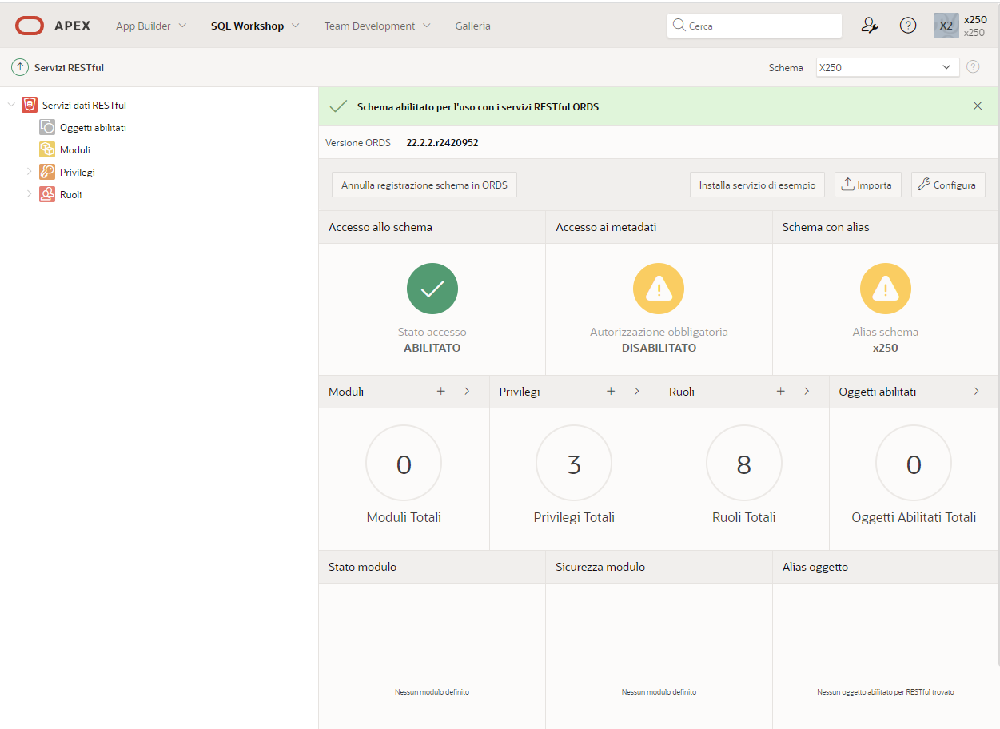 APEX App Builder SQL Workshop Team Development Galleria Cerca X2 x250
x250
Servizi RESTful Schema X250
Servizi dati RESTful
Oggetti abilitati
Moduli
Privilegi
Ruoli
Schema abilitato per l'uso con i servizi RESTful ORDS
Versione ORDS 22.2.2.r2420952
Annulla registrazione schema in ORDS Installa servizio di esempio Importa Configura
Accesso allo schema Accesso ai metadati Schema con alias
Stato accesso Autorizzazione obbligatoria Alias schema
ABILITATO DISABILITATO x250
Moduli Privilegi Ruoli Oggetti abilitati
0 3 8 0
Moduli Totali Privilegi Totali Ruoli Totali Oggetti Abilitati Totali
Stato modulo Sicurezza modulo Alias oggetto
Nessun modulo definito Nessun modulo definito Nessun oggetto abilitato per RESTful trovato